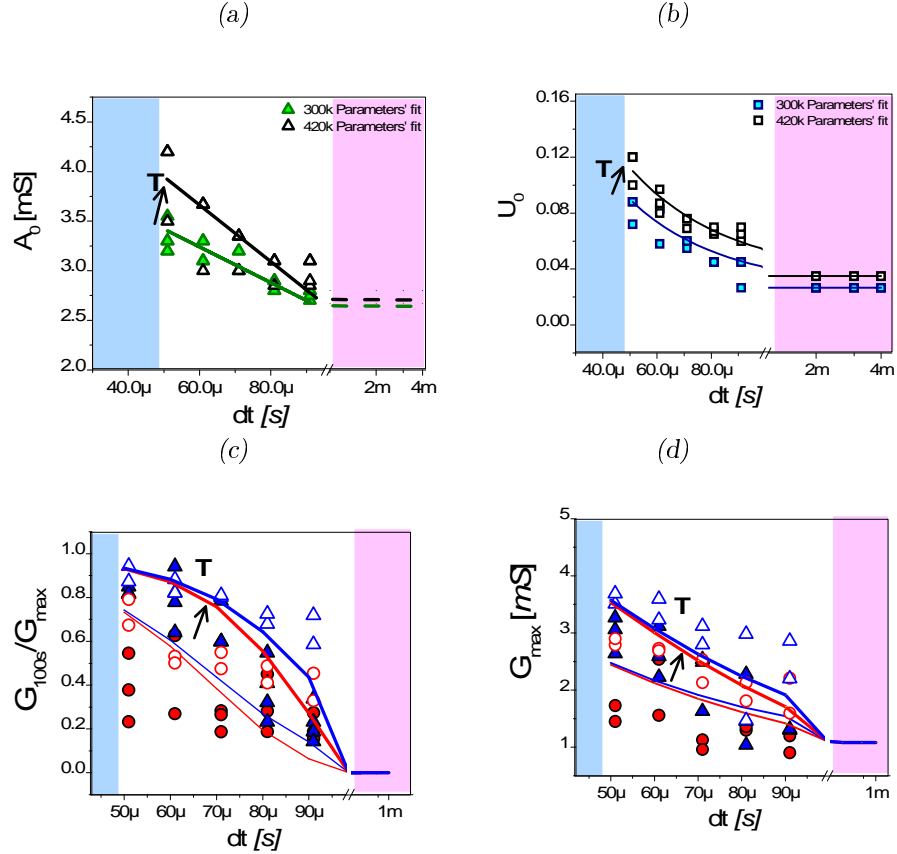 (a)
(b)
300k Parameters' fit
420k Parameters' fit
A0 [mS]
4.5
4.0
3.5
3.0
2.5
2.0
T
40.0µ 60.0µ 80.0µ 2m 4m
dt [s]
300k Parameters' fit
420k Parameters' fit
U0
0.16
0.12
0.08
0.04
0.00
T
40.0µ 60.0µ 80.0µ 2m 4m
dt [s]
(c)
(d)
G100s/Gmax
1.0
0.8
0.6
0.4
0.2
0.0
T
50µ 60µ 70µ 80µ 90µ 1m
dt [s]
Gmax [mS]
5
4
3
2
1
T
50µ 60µ 70µ 80µ 90µ 1m
dt [s]